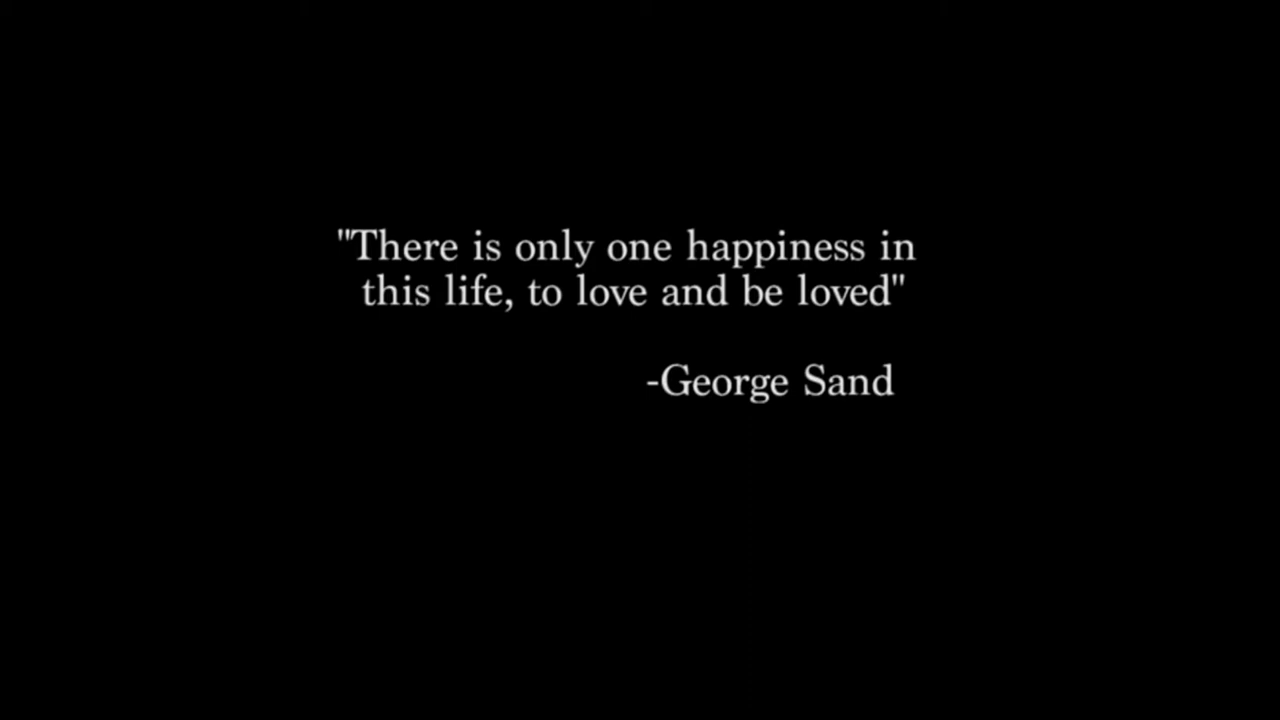 "There is only one happiness in
this life, to love and be loved"
-George Sand